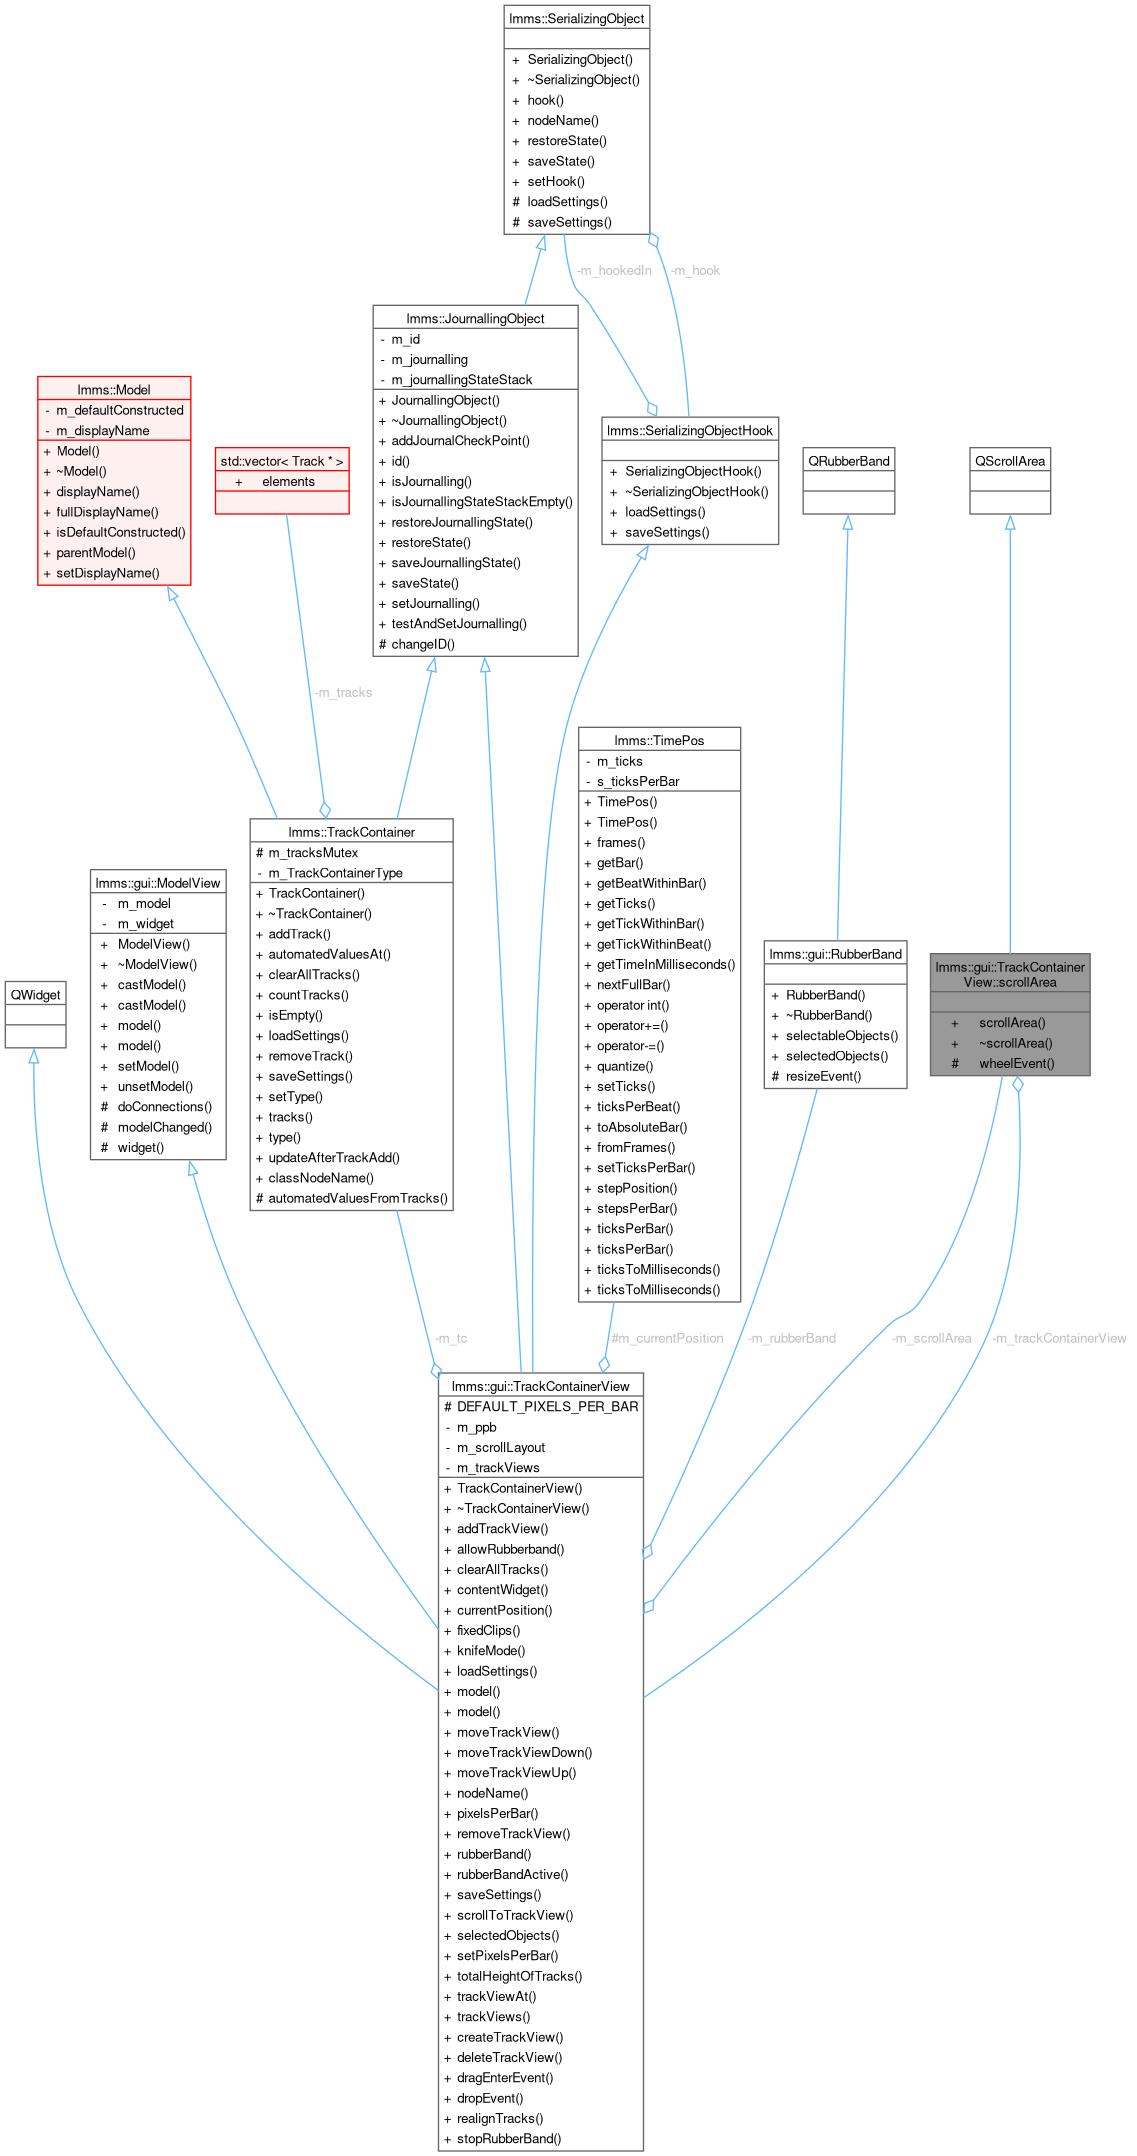 lmms::SerializingObject
+ SerializingObject()
+ ~SerializingObject()
+ hook()
+ nodeName()
+ restoreState()
+ saveState()
+ setHook()
# loadSettings()
# saveSettings()
-m_hookedIn
-m_hook
lmms::JournallingObject
- m_id
- m_journalling
- m_journallingStateStack
+ JournallingObject()
+ ~JournallingObject()
+ addJournalCheckPoint()
+ id()
+ isJournalling()
+ isJournallingStateStackEmpty()
+ restoreJournallingState()
+ restoreState()
+ saveJournallingState()
+ saveState()
+ setJournalling()
+ testAndSetJournalling()
# changeID()
lmms::Model
- m_defaultConstructed
- m_displayName
+ Model()
+ ~Model()
+ displayName()
+ fullDisplayName()
+ isDefaultConstructed()
+ parentModel()
+ setDisplayName()
std::vector< Track * >
+ elements
lmms::SerializingObjectHook
+ SerializingObjectHook()
+ ~SerializingObjectHook()
+ loadSettings()
+ saveSettings()
QRubberBand
QScrollArea
-m_tracks
lmms::TimePos
- m_ticks
- s_ticksPerBar
+ TimePos()
+ TimePos()
+ frames()
+ getBar()
+ getBeatWithinBar()
+ getTicks()
+ getTickWithinBar()
+ getTickWithinBeat()
+ getTimeInMilliseconds()
+ nextFullBar()
+ operator int()
+ operator+=()
+ operator-=()
+ quantize()
+ setTicks()
+ ticksPerBeat()
+ toAbsoluteBar()
+ fromFrames()
+ setTicksPerBar()
+ stepPosition()
+ stepsPerBar()
+ ticksPerBar()
+ ticksPerBar()
+ ticksToMilliseconds()
+ ticksToMilliseconds()
lmms::TrackContainer
# m_tracksMutex
- m_TrackContainerType
+ TrackContainer()
+ ~TrackContainer()
+ addTrack()
+ automatedValuesAt()
+ clearAllTracks()
+ countTracks()
+ isEmpty()
+ loadSettings()
+ removeTrack()
+ saveSettings()
+ setType()
+ tracks()
+ type()
+ updateAfterTrackAdd()
+ classNodeName()
# automatedValuesFromTracks()
lmms::gui::ModelView
- m_model
- m_widget
+ ModelView()
+ ~ModelView()
+ castModel()
+ castModel()
+ model()
+ model()
+ setModel()
+ unsetModel()
# doConnections()
# modelChanged()
# widget()
QWidget
lmms::gui::RubberBand
+ RubberBand()
+ ~RubberBand()
+ selectableObjects()
+ selectedObjects()
# resizeEvent()
lmms::gui::TrackContainer
View::scrollArea
+ scrollArea()
+ ~scrollArea()
# wheelEvent()
-m_tc
#m_currentPosition
-m_rubberBand
-m_scrollArea
-m_trackContainerView
lmms::gui::TrackContainerView
# DEFAULT_PIXELS_PER_BAR
- m_ppb
- m_scrollLayout
- m_trackViews
+ TrackContainerView()
+ ~TrackContainerView()
+ addTrackView()
+ allowRubberband()
+ clearAllTracks()
+ contentWidget()
+ currentPosition()
+ fixedClips()
+ knifeMode()
+ loadSettings()
+ model()
+ model()
+ moveTrackView()
+ moveTrackViewDown()
+ moveTrackViewUp()
+ nodeName()
+ pixelsPerBar()
+ removeTrackView()
+ rubberBand()
+ rubberBandActive()
+ saveSettings()
+ scrollToTrackView()
+ selectedObjects()
+ setPixelsPerBar()
+ totalHeightOfTracks()
+ trackViewAt()
+ trackViews()
+ createTrackView()
+ deleteTrackView()
+ dragEnterEvent()
+ dropEvent()
+ realignTracks()
+ stopRubberBand()